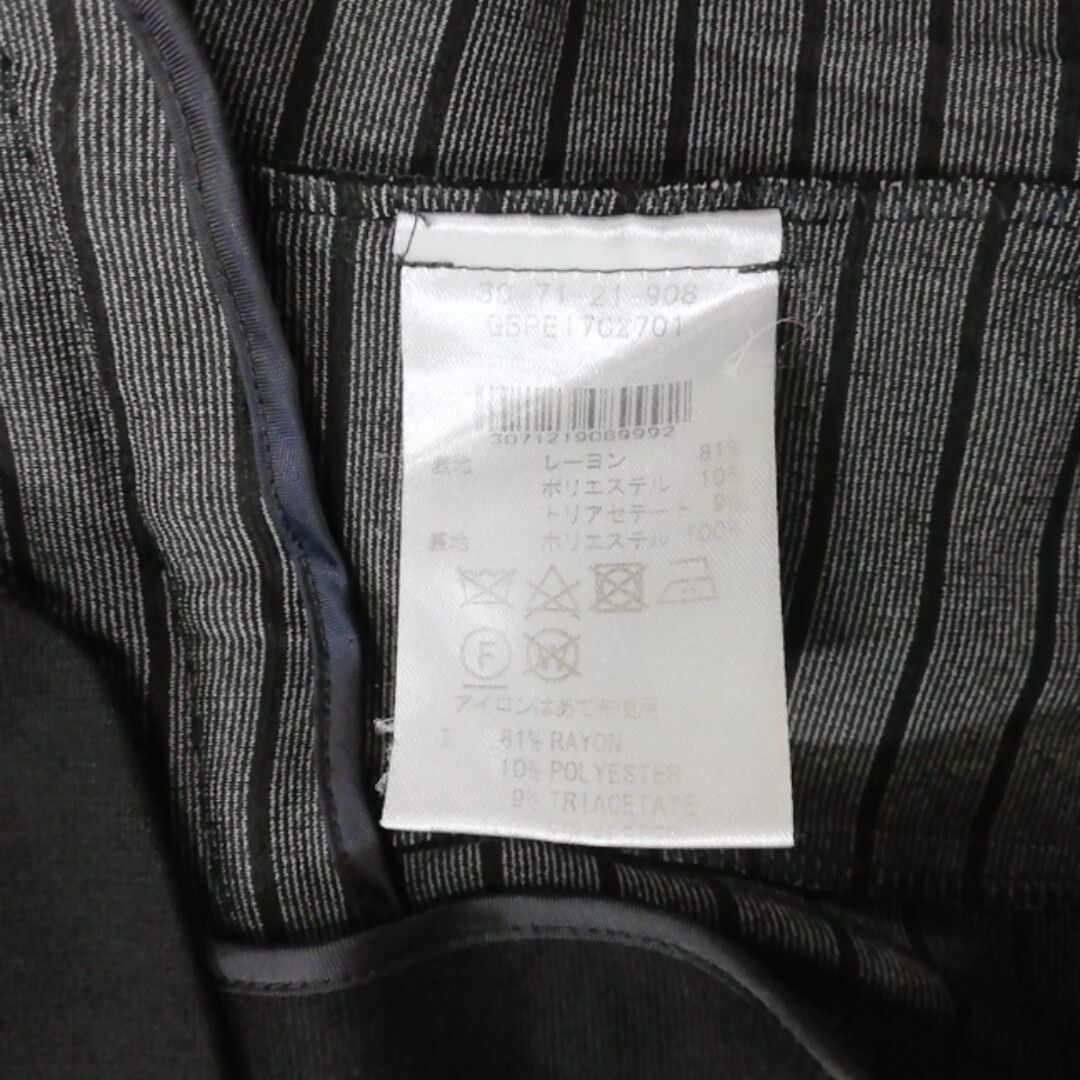 30 71 21 908
GBPE17C2701
3071219089992
表地 レーヨン 81%
ポリエステル 10%
トリアセテート 9%
裏地 ポリエステル 100%
F
W
アイロンはあて布使用
I 81% RAYON
10% POLYESTER
9% TRIACETATE